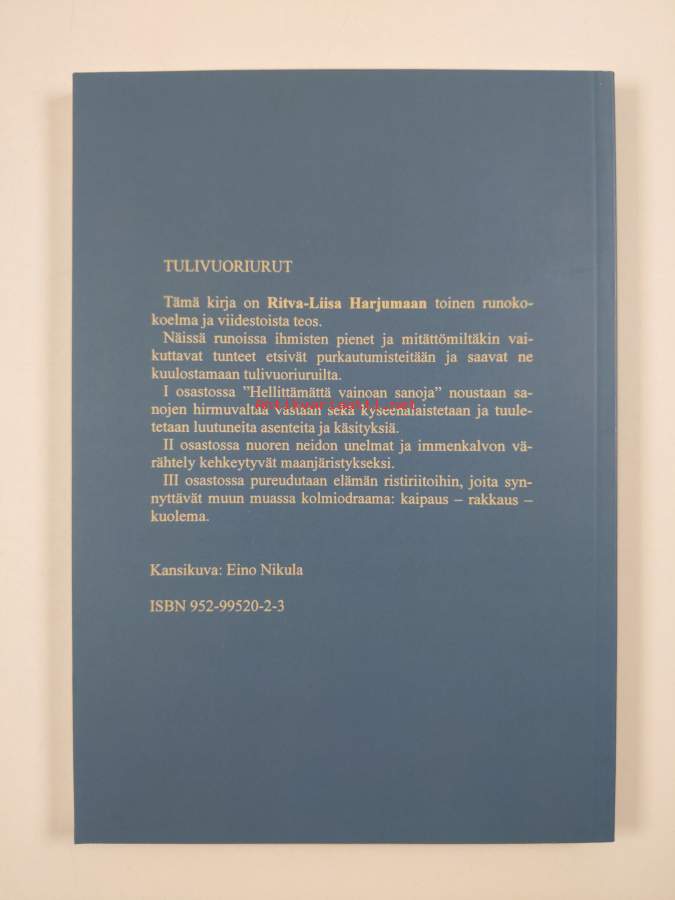 TULIVUORIURUT
Tämä kirja on Ritva-Liisa Harjumaan toinen runoko-
koelma ja viidestoista teos.
Näissä runoissa ihmisten pienet ja mitättömiltäkin vai-
kuttavat tunteet etsivät purkautumisteitään ja saavat ne
kuulostamaan tulivuoriuruilta.
I osastossa ”Hellittämättä vainoan sanoja” noustaan sa-
nojen hirmuvaltaa vastaan sekä kyseenalaistetaan ja tuule-
tetaan luutuneita asenteita ja käsityksiä.
II osastossa nuoren neidon unelmat ja immenkalvon vä-
rähtely kehkeytyvät maanjäristykseksi.
III osastossa pureudutaan elämän ristiriitoihin, joita syn-
nyttävät muun muassa kolmiodraama: kaipaus – rakkaus –
kuolema.
Kansikuva: Eino Nikula
ISBN 952-99520-2-3